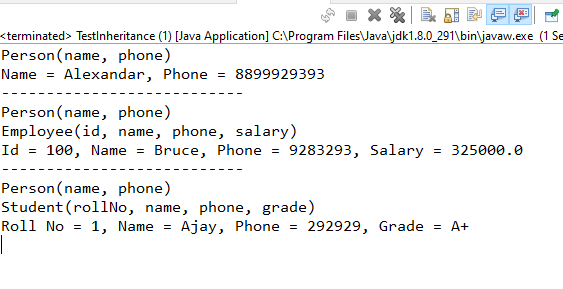 <terminated> TestInheritance (1) [Java Application] C:\Program Files\Java\jdk1.8.0_291\bin\javaw.exe (1 Se
Person(name, phone)
Name = Alexandar, Phone = 8899929393
---------------------------
Person(name, phone)
Employee(id, name, phone, salary)
Id = 100, Name = Bruce, Phone = 9283293, Salary = 325000.0
---------------------------
Person(name, phone)
Student(rollNo, name, phone, grade)
Roll No = 1, Name = Ajay, Phone = 292929, Grade = A+